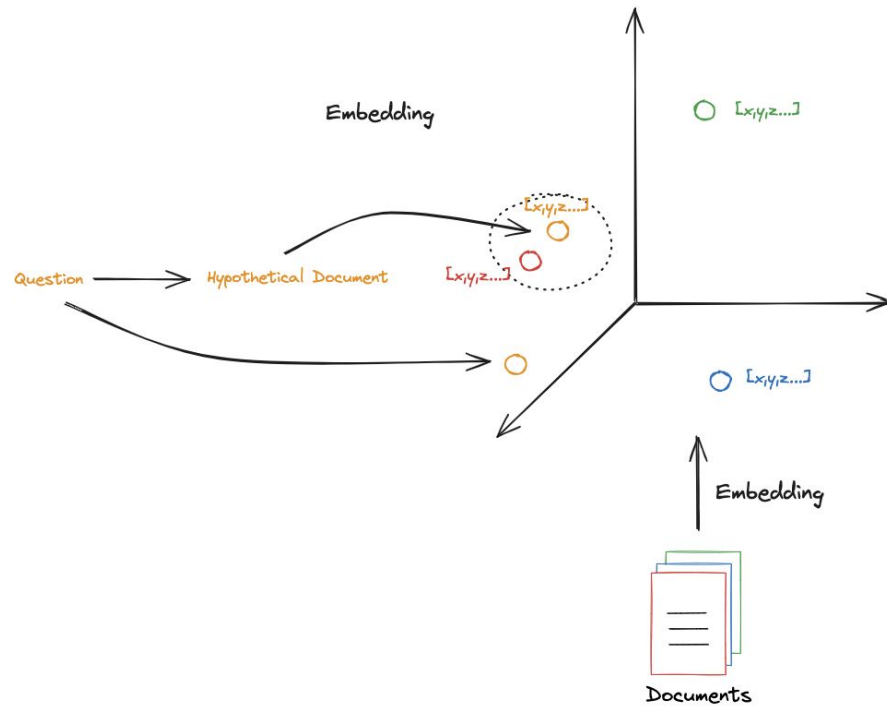 Embedding
[x,y,z...]
[x,y,z...]
[x,y,z...]
Question
Hypothetical Document
[x,y,z...]
Embedding
Documents